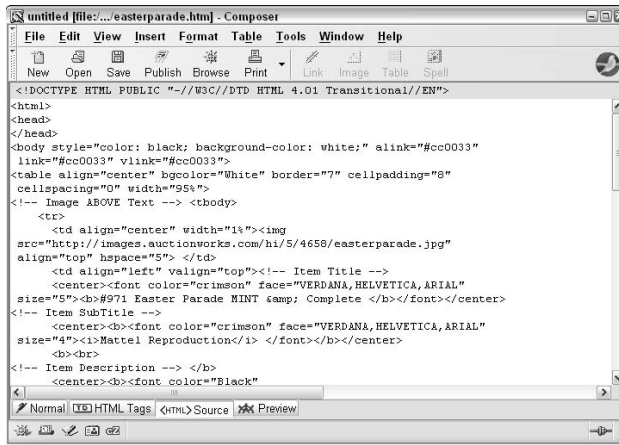 untitled [file:/.../easterparade.htm] - Composer
File Edit View Insert Format Table Tools Window Help
New Open Save Publish Browse Print Link Image Table Spell
<!DOCTYPE HTML PUBLIC "-//W3C//DTD HTML 4.01 Transitional//EN">
<html>
<head>
</head>
<body style="color: black; background-color: white;" alink="#cc0033"
link="#cc0033" vlink="#cc0033">
<table align="center" bgcolor="White" border="7" cellpadding="8"
cellspacing="0" width="95%">
<!-- Image ABOVE Text --> <tbody>
<tr>
<td align="center" width="1%"><img
src="http://images.auctionworks.com/hi/5/4658/easterparade.jpg"
align="top" hspace="5"> </td>
<td align="left" valign="top"><!-- Item Title -->
<center><font color="crimson" face="VERDANA,HELVETICA,ARIAL"
size="5"><b>#971 Easter Parade MINT &amp; Complete </b></font></center>
<!-- Item SubTitle -->
<center><b><font color="crimson" face="VERDANA,HELVETICA,ARIAL"
size="4"><i>Mattel Reproduction</i> </font></b></center>
<b><br>
<!-- Item Description --> </b>
<center><b><font color="Black"
Normal TD HTML Tags <HTML> Source Preview